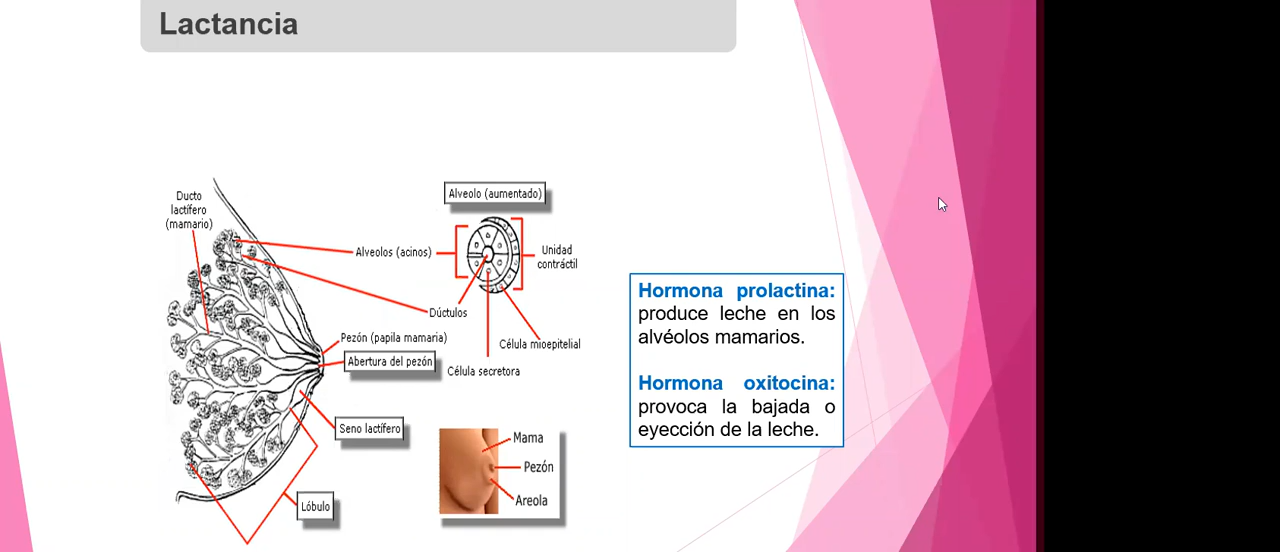 Lactancia
Ducto
lactífero
(mamario)
Alveolo (aumentado)
Alveolos (acinos)
Unidad
contráctil
Dúctulos
Pezón (papila mamaria)
Célula mioepitelial
Abertura del pezón
Célula secretora
Seno lactífero
Lóbulo
Mama
Pezón
Areola
Hormona prolactina:
produce leche en los
alvéolos mamarios.
Hormona oxitocina:
provoca la bajada o
eyección de la leche.